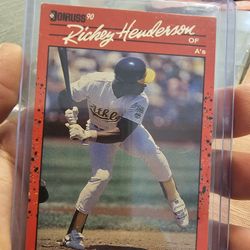 DONRUSS '90
Rickey Henderson
OF
A's